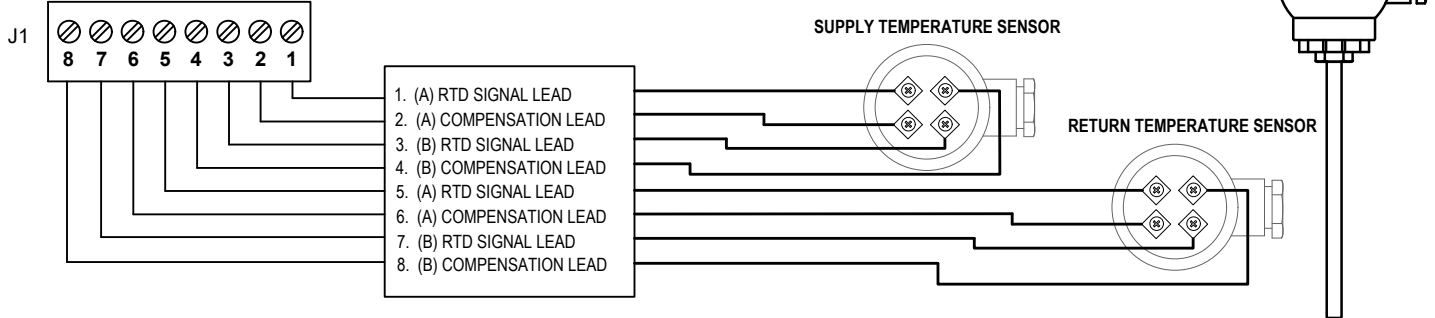 SUPPLY TEMPERATURE SENSOR
J1
8 7 6 5 4 3 2 1
1. (A) RTD SIGNAL LEAD
2. (A) COMPENSATION LEAD
3. (B) RTD SIGNAL LEAD
4. (B) COMPENSATION LEAD
5. (A) RTD SIGNAL LEAD
6. (A) COMPENSATION LEAD
7. (B) RTD SIGNAL LEAD
8. (B) COMPENSATION LEAD
RETURN TEMPERATURE SENSOR